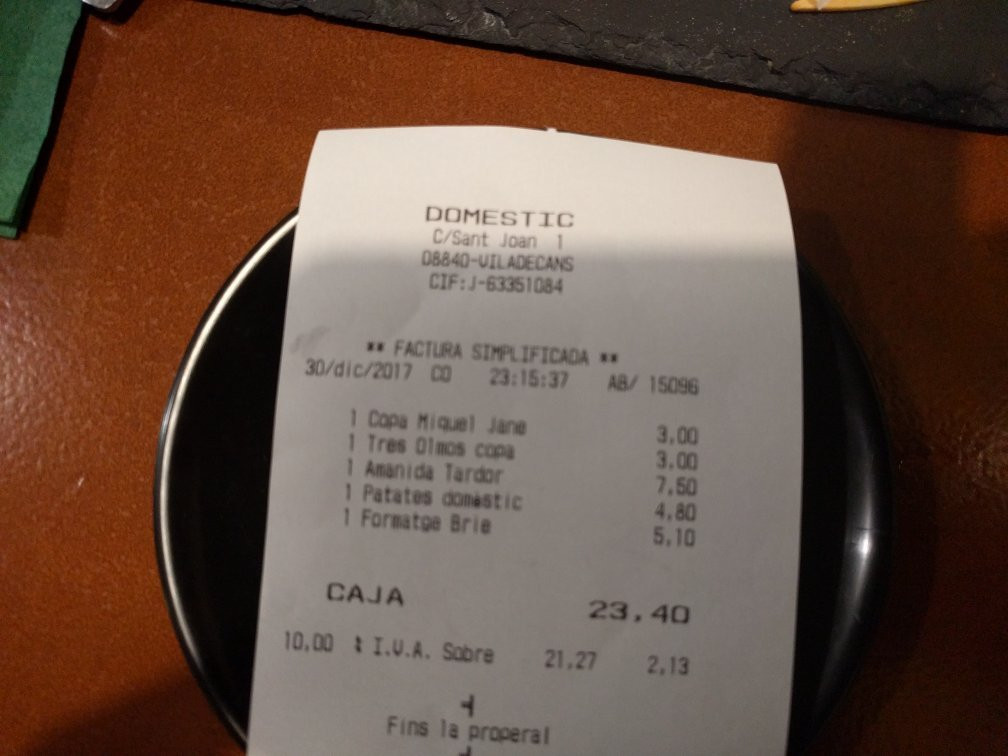 DOMESTIC
C/Sant Joan 1
08840-VILADECANS
CIF:J-63351084
** FACTURA SIMPLIFICADA **
30/dic/2017 CO 23:15:37 AB/ 15096
1 Copa Miquel Jane 3,00
1 Tres Olmos copa 3,00
1 Amanida Tardor 7,50
1 Patates domèstic 4,80
1 Formatge Brie 5,10
CAJA 23,40
10,00 % I.V.A. Sobre 21,27 2,13
Fins la propera!